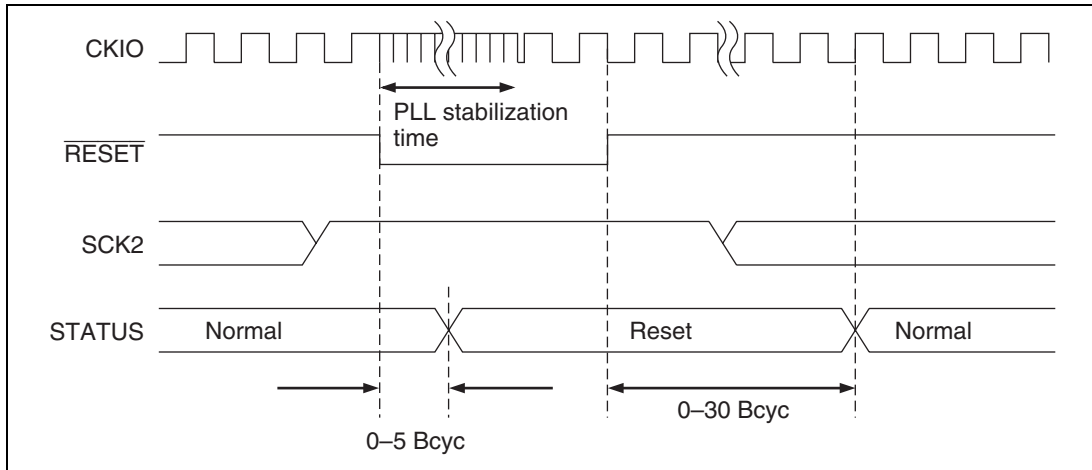 CKIO
PLL stabilization
time
RESET
SCK2
STATUS
Normal
Reset
Normal
0–5 Bcyc
0–30 Bcyc